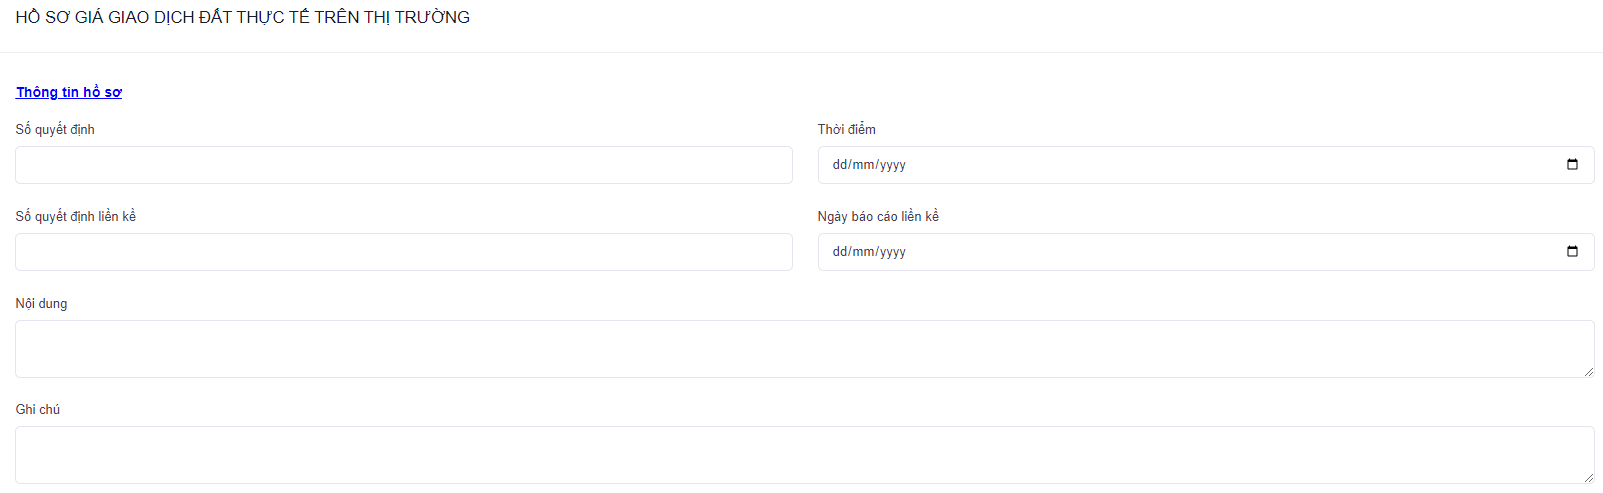 HỒ SƠ GIÁ GIAO DỊCH ĐẤT THỰC TẾ TRÊN THỊ TRƯỜNG
Thông tin hồ sơ
Số quyết định
Thời điểm
dd/mm/yyyy
Số quyết định liền kề
Ngày báo cáo liền kề
dd/mm/yyyy
Nội dung
Ghi chú